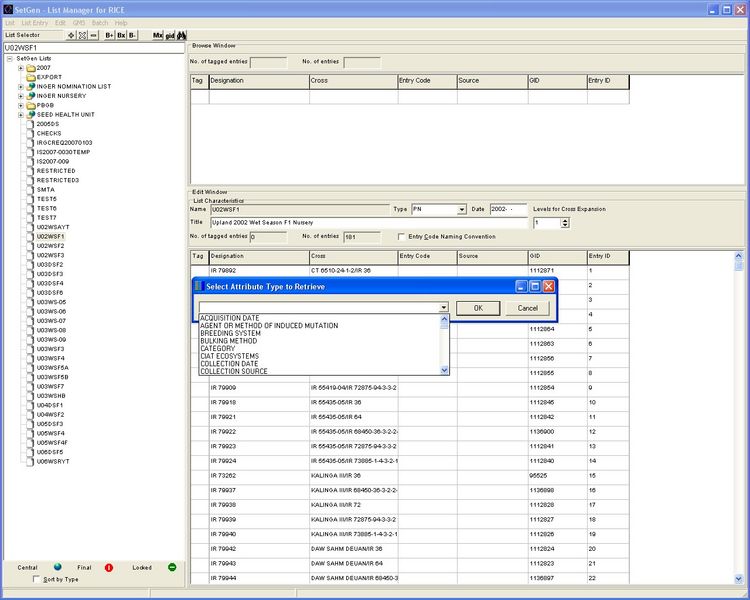 SetGen - List Manager for RICE
List List Entry Edit GMS Batch Help
List Selector B+ Bx B- Mx gid
U02WSF1
SetGen Lists
2007
EXPORT
INGER NOMINATION LIST
INGER NURSERY
PBGB
SEED HEALTH UNIT
2005DS
CHECKS
IRGCREQ20070103
IS2007-0030TEMP
IS2007-009
RESTRICTED
RESTRICTED3
SMTA
TEST5
TEST6
TEST7
U02WSAYT
U02WSF1
U02WSF2
U02WSF3
U03DSF2
U03DSF3
U03DSF4
U03DSF6
U03WS-05
U03WS-06
U03WS-07
U03WS-08
U03WS-09
U03WSF3
U03WSF4
U03WSF5A
U03WSF5B
U03WSF7
U03WSHB
U04DSF1
U04WSF2
U05DSF3
U05WSF4
U05WSF4F
U06DSF5
U06WSRYT
Central Final Locked
Sort by Type
Browse Window
No. of tagged entries No. of entries
Tag Designation Cross Entry Code Source GID Entry ID
Edit Window
List Characteristics
Name U02WSF1 Type PN Date 2002- - Levels for Cross Expansion
Title Upland 2002 Wet Season F1 Nursery 1
No. of tagged entries 0 No. of entries 181 Entry Code Naming Convention
Tag Designation Cross Entry Code Source GID Entry ID
IR 79892 CT 6510-24-1-2/IR 36 1112871 1
Select Attribute Type to Retrieve
OK Cancel
ACQUISITION DATE
AGENT OR METHOD OF INDUCED MUTATION
BREEDING SYSTEM
BULKING METHOD
CATEGORY
CIAT ECOSYSTEMS
COLLECTION DATE
COLLECTION SOURCE
2
3
4
1112864 5
1112863 6
1112856 7
1112855 8
IR 79909 IR 55419-04/IR 72875-94-3-3-2 1112854 9
IR 79918 IR 55435-05/IR 36 1112845 10
IR 79921 IR 55435-05/IR 64 1112842 11
IR 79922 IR 55435-05/IR 68450-36-3-2-2- 1136900 12
IR 79923 IR 55435-05/IR 72875-94-3-3-2 1112841 13
IR 79924 IR 55435-05/IR 73885-1-4-3-2-1 1112840 14
IR 73262 KALINGA III/IR 36 95525 15
IR 79937 KALINGA III/IR 68450-36-3-2-2- 1136898 16
IR 79938 KALINGA III/IR 72 1112828 17
IR 79939 KALINGA III/IR 72875-94-3-3-2 1112827 18
IR 79940 KALINGA III/IR 73885-1-4-3-2-1 1112826 19
IR 79942 DAW SAHM DEUAN/IR 36 1112824 20
IR 79943 DAW SAHM DEUAN/IR 64 1112823 21
IR 79944 DAW SAHM DEUAN/IR 68450-3 1136897 22